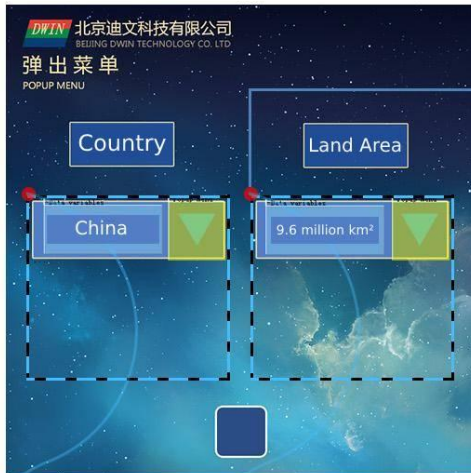 DWIN 北京迪文科技有限公司
BEIJING DWIN TECHNOLOGY CO. LTD
弹出菜单
POPUP MENU
Country
Land Area
China
9.6 million km²